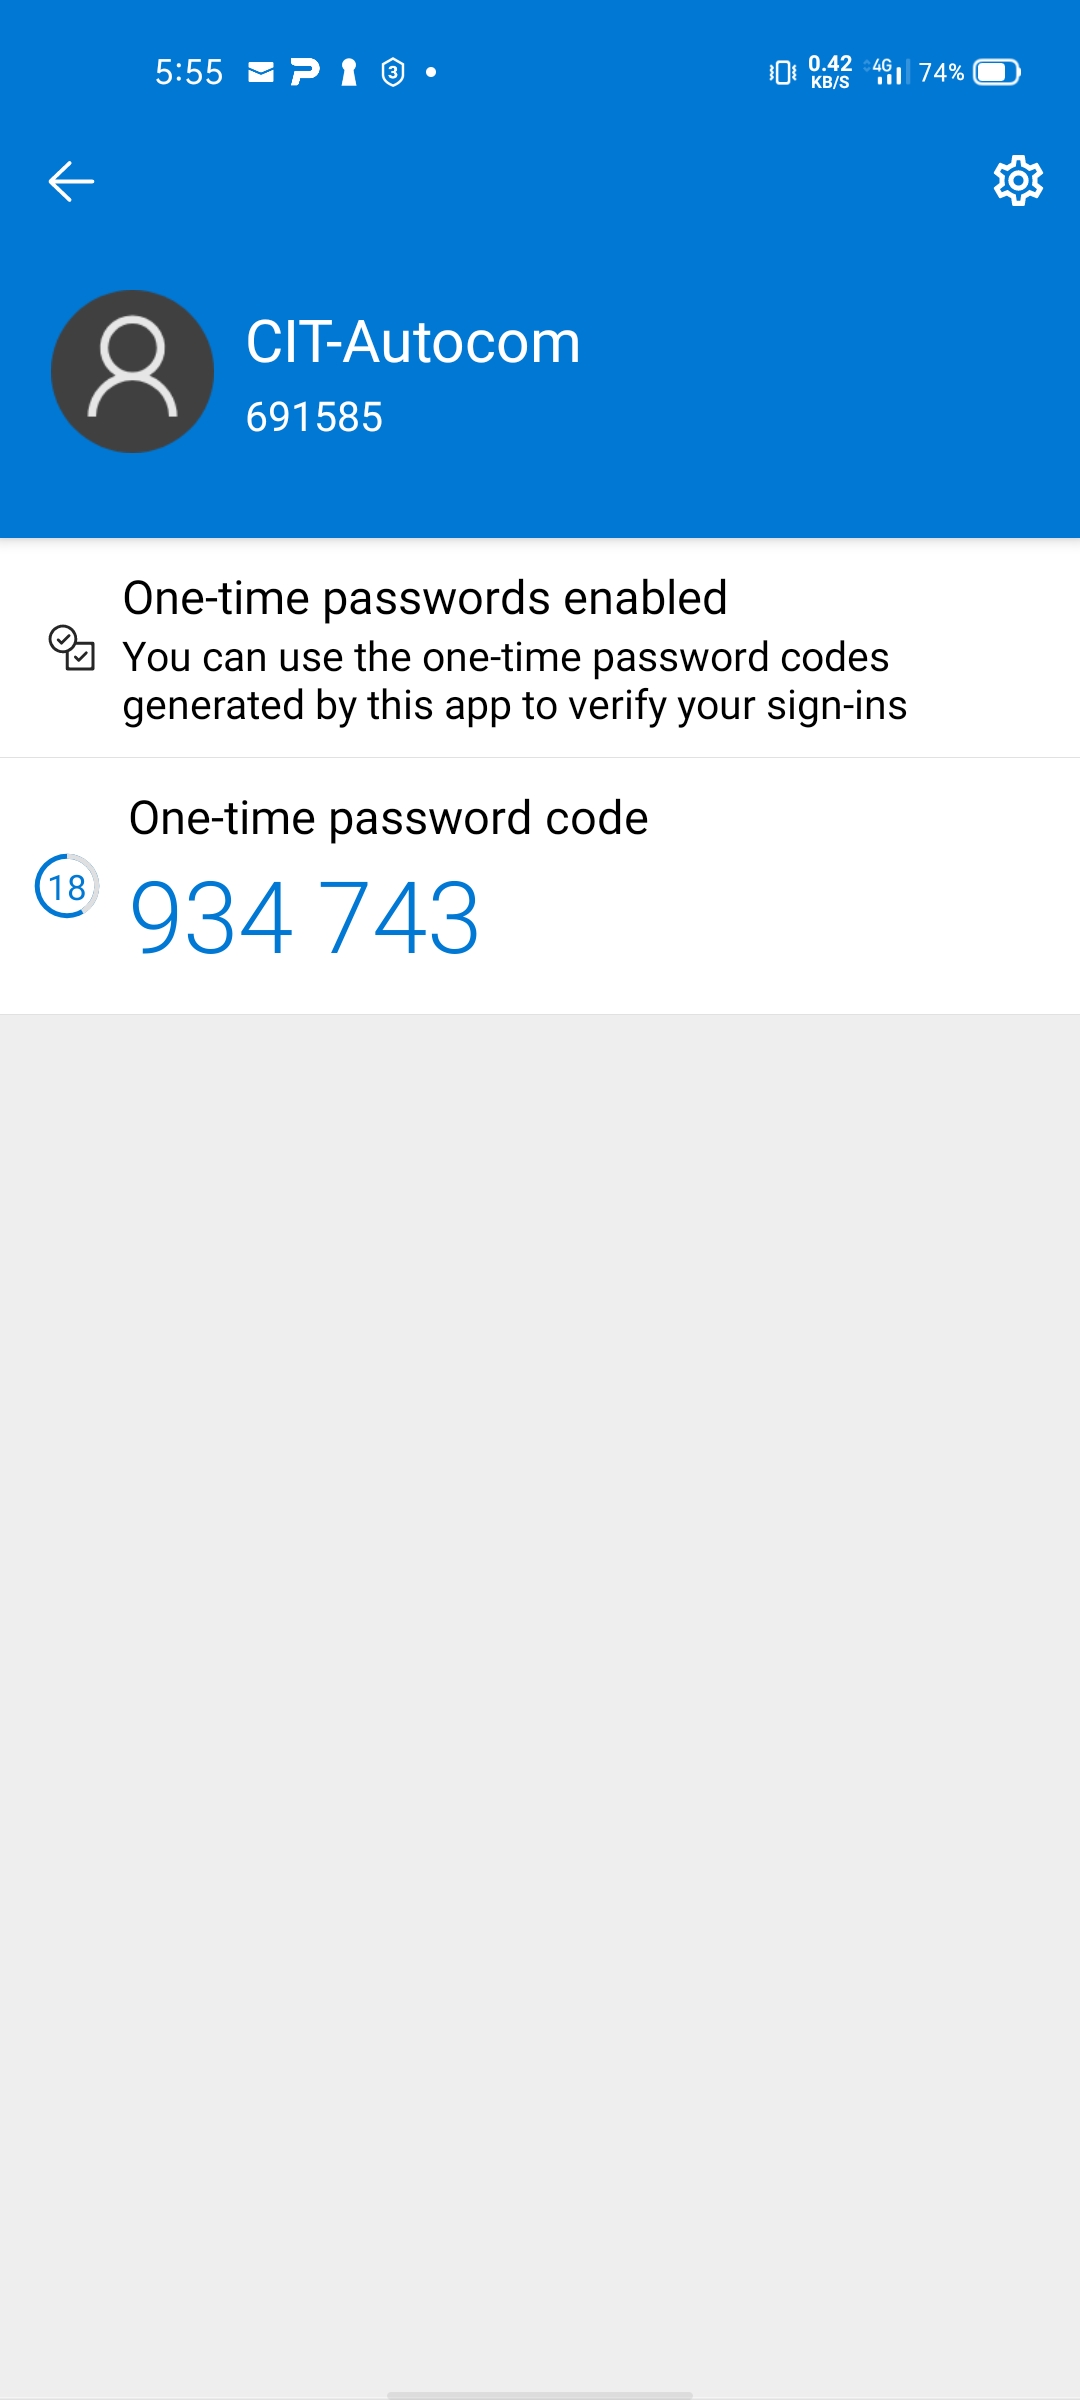 5:55 3 0.42 KB/S 4G 74%
CIT-Autocom
691585
One-time passwords enabled
You can use the one-time password codes
generated by this app to verify your sign-ins
One-time password code
18
934 743